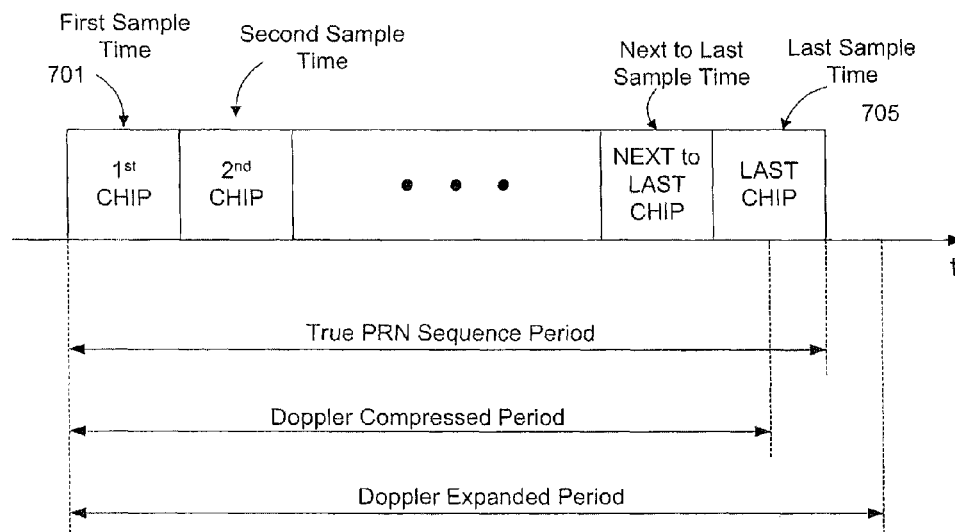 First Sample
Time
701
Second Sample
Time
Next to Last
Sample Time
Last Sample
Time
705
1st
CHIP
2nd
CHIP
NEXT to
LAST
CHIP
LAST
CHIP
t
True PRN Sequence Period
Doppler Compressed Period
Doppler Expanded Period